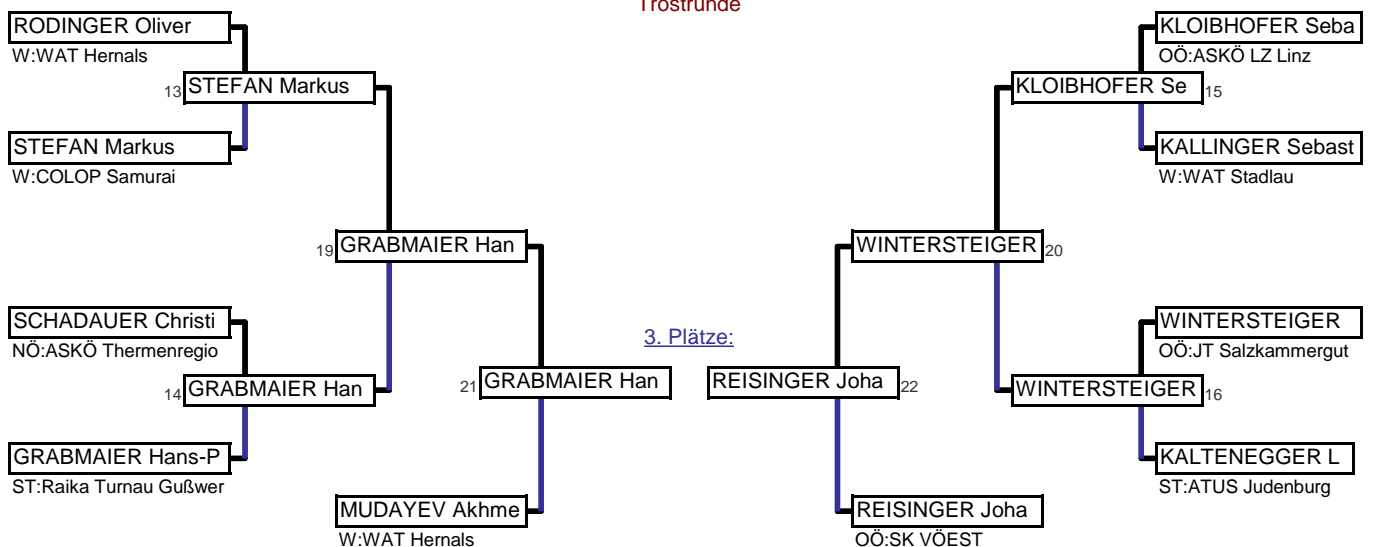 Trostrunde
RODINGER Oliver
W:WAT Hernals
13 STEFAN Markus
STEFAN Markus
W:COLOP Samurai
19 GRABMAIER Han
SCHADAUER Christi
NÖ:ASKÖ Thermenregio
14 GRABMAIER Han
GRABMAIER Hans-P
ST:Raika Turnau Gußwer
21 GRABMAIER Han
MUDAYEV Akhme
W:WAT Hernals
3. Plätze:
KLOIBHOFER Seba
OÖ:ASKÖ LZ Linz
KLOIBHOFER Se 15
KALLINGER Sebast
W:WAT Stadlau
WINTERSTEIGER 20
WINTERSTEIGER
OÖ:JT Salzkammergut
WINTERSTEIGER 16
KALTENEGGER L
ST:ATUS Judenburg
REISINGER Joha 22
REISINGER Joha
OÖ:SK VÖEST